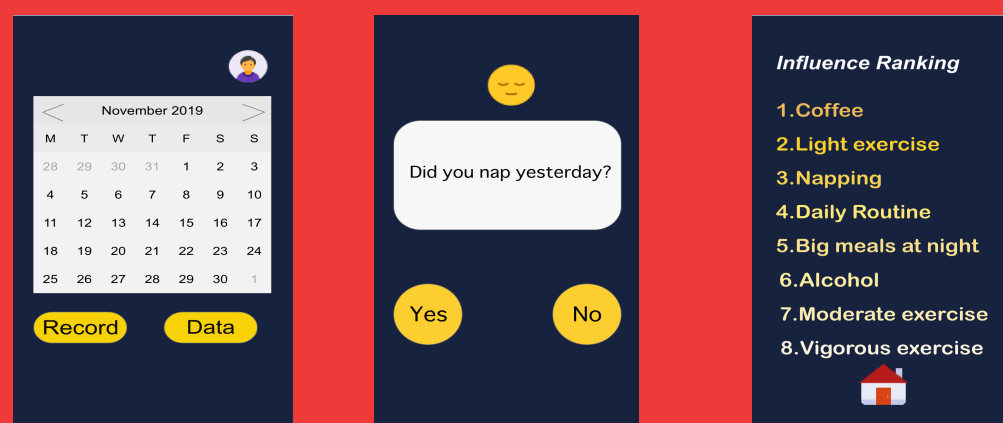 November 2019
M T W T F S S
28 29 30 31 1 2 3
4 5 6 7 8 9 10
11 12 13 14 15 16 17
18 19 20 21 22 23 24
25 26 27 28 29 30 1
Record Data
Did you nap yesterday?
Yes No
Influence Ranking
1.Coffee
2.Light exercise
3.Napping
4.Daily Routine
5.Big meals at night
6.Alcohol
7.Moderate exercise
8.Vigorous exercise